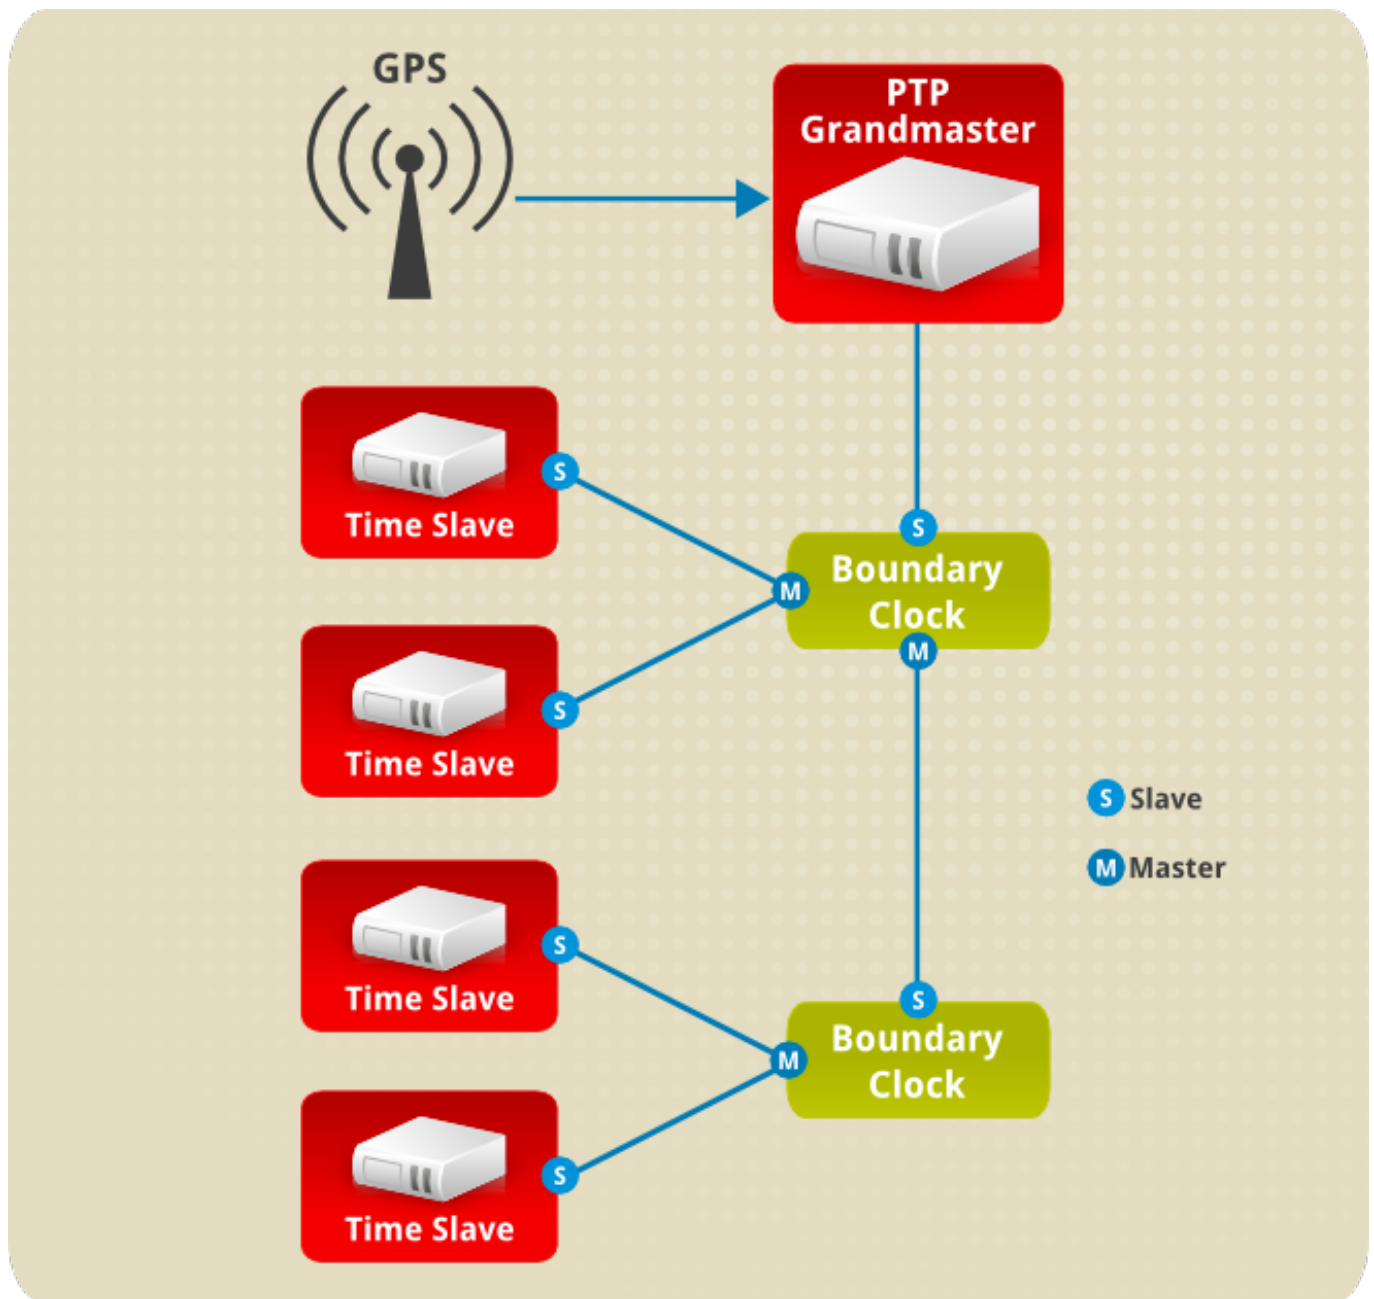 GPS
PTP
Grandmaster
S
Time Slave
S
Boundary
Clock
M
M
S
Time Slave
S Slave
M Master
S
Time Slave
S
Boundary
Clock
M
S
Time Slave